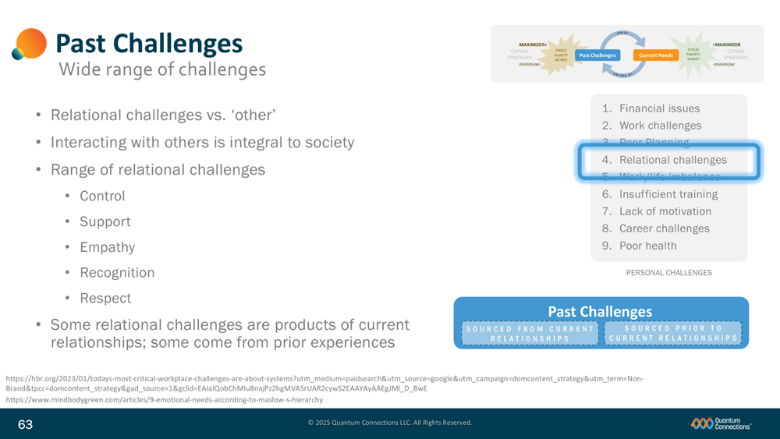 Past Challenges
Wide range of challenges
MAXIMIZER+
COPING
STRATEGIES
minimizer-
STRESS
ANXIETY
Past Challenges
Current Needs
STRESS
ANXIETY
+MAXIMIZER
COPING
STRATEGIES
-minimizer
• Relational challenges vs. ‘other’
• Interacting with others is integral to society
• Range of relational challenges
• Control
• Support
• Empathy
• Recognition
• Respect
• Some relational challenges are products of current
relationships; some come from prior experiences
1. Financial issues
2. Work challenges
3. Poor Planning
4. Relational challenges
5. Work/life imbalance
6. Insufficient training
7. Lack of motivation
8. Career challenges
9. Poor health
PERSONAL CHALLENGES
Past Challenges
SOURCED FROM CURRENT
RELATIONSHIPS
SOURCED PRIOR TO
CURRENT RELATIONSHIPS
https://hbr.org/2023/01/todays-most-critical-workplace-challenges-are-about-systems?utm_medium=paidsearch&utm_source=google&utm_campaign=domcontent_strategy&utm_term=Non-
Brand&tpcc=domcontent_strategy&gad_source=1&gclid=EAIaIQobChMIu8najPz2hgMVA5rUAR2cywS2EAAYAyAAEgJMl_D_BwE
https://www.mindbodygreen.com/articles/9-emotional-needs-according-to-maslow-s-hierarchy
63
© 2025 Quantum Connections LLC. All Rights Reserved.
Quantum
Connections™